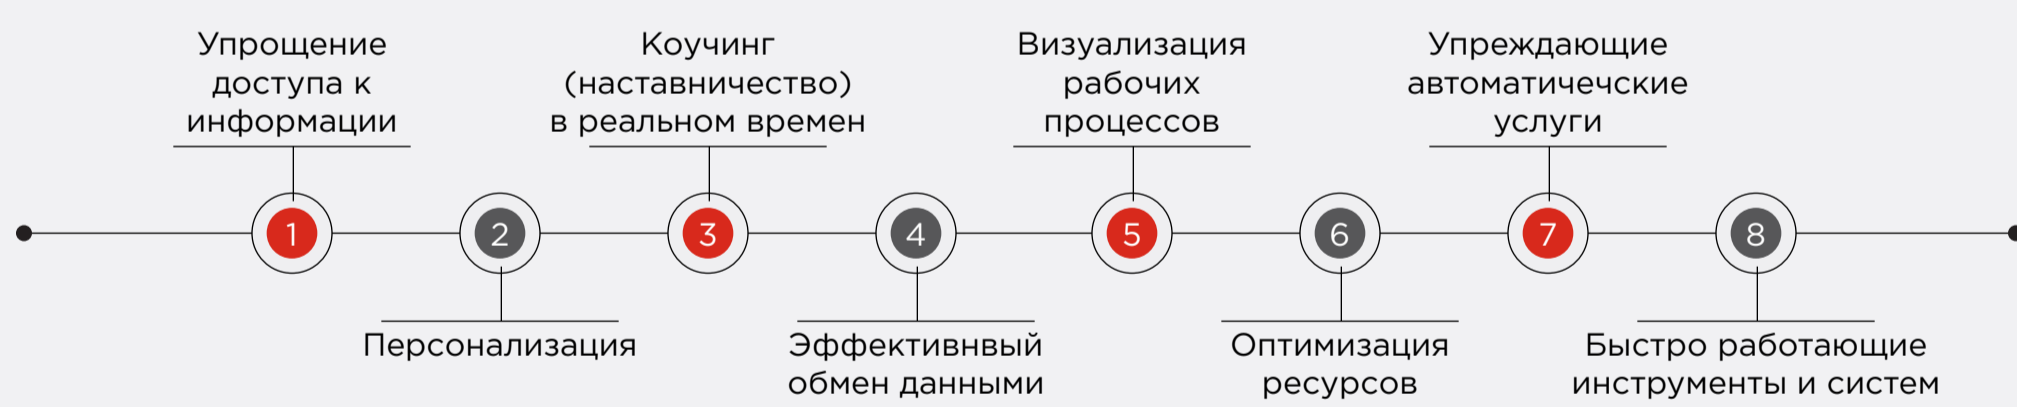 Упрощение
доступа к
информации
Коучинг
(наставничество)
в реальном времен
Визуализация
рабочих
процессов
Упреждающие
автоматичечские
услуги
1
2
3
4
5
6
7
8
Персонализация
Эффективнвый
обмен данными
Оптимизация
ресурсов
Быстро работающие
инструменты и систем